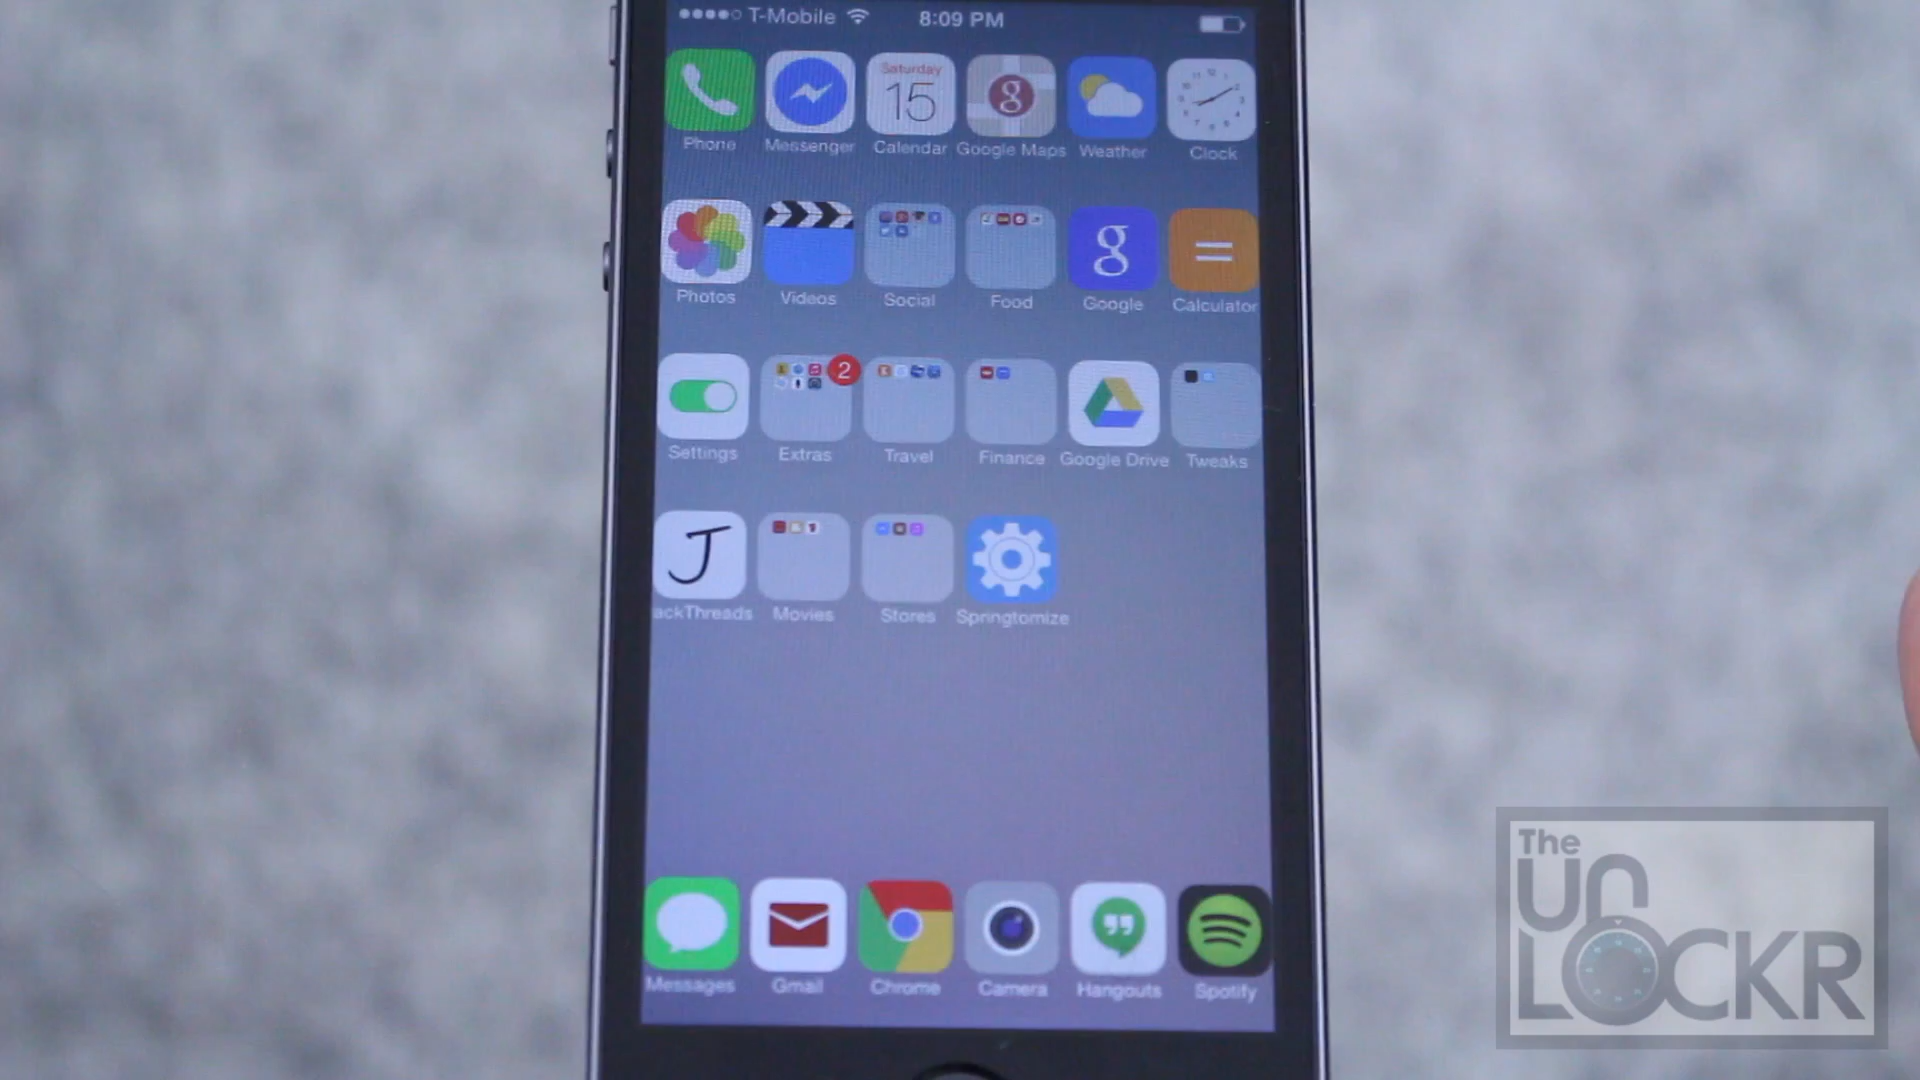 T-Mobile 8:09 PM
Saturday
15
g
Phone Messenger Calendar Google Maps Weather Clock
g
Photos Videos Social Food Google Calculator
2
Settings Extras Travel Finance Google Drive Tweaks
J
ackThreads Movies Stores Springtomize
Messages Gmail Chrome Camera Hangouts Spotify
The
Un
LOCKR